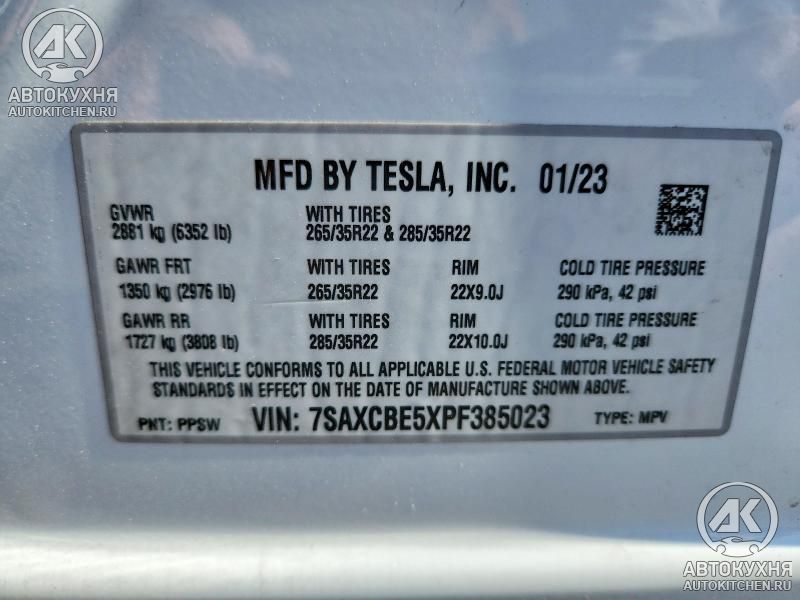 AK
АВТОКУХНЯ
AUTOKITCHEN.RU
MFD BY TESLA, INC. 01/23
GVWR WITH TIRES
2881 kg (6352 lb) 265/35R22 & 285/35R22
GAWR FRT WITH TIRES RIM COLD TIRE PRESSURE
1350 kg (2976 lb) 265/35R22 22X9.0J 290 kPa, 42 psi
GAWR RR WITH TIRES RIM COLD TIRE PRESSURE
1727 kg (3808 lb) 285/35R22 22X10.0J 290 kPa, 42 psi
THIS VEHICLE CONFORMS TO ALL APPLICABLE U.S. FEDERAL MOTOR VEHICLE SAFETY
STANDARDS IN EFFECT ON THE DATE OF MANUFACTURE SHOWN ABOVE.
PNT: PPSW VIN: 7SAXCBE5XPF385023 TYPE: MPV
AK
АВТОКУХНЯ
AUTOKITCHEN.RU